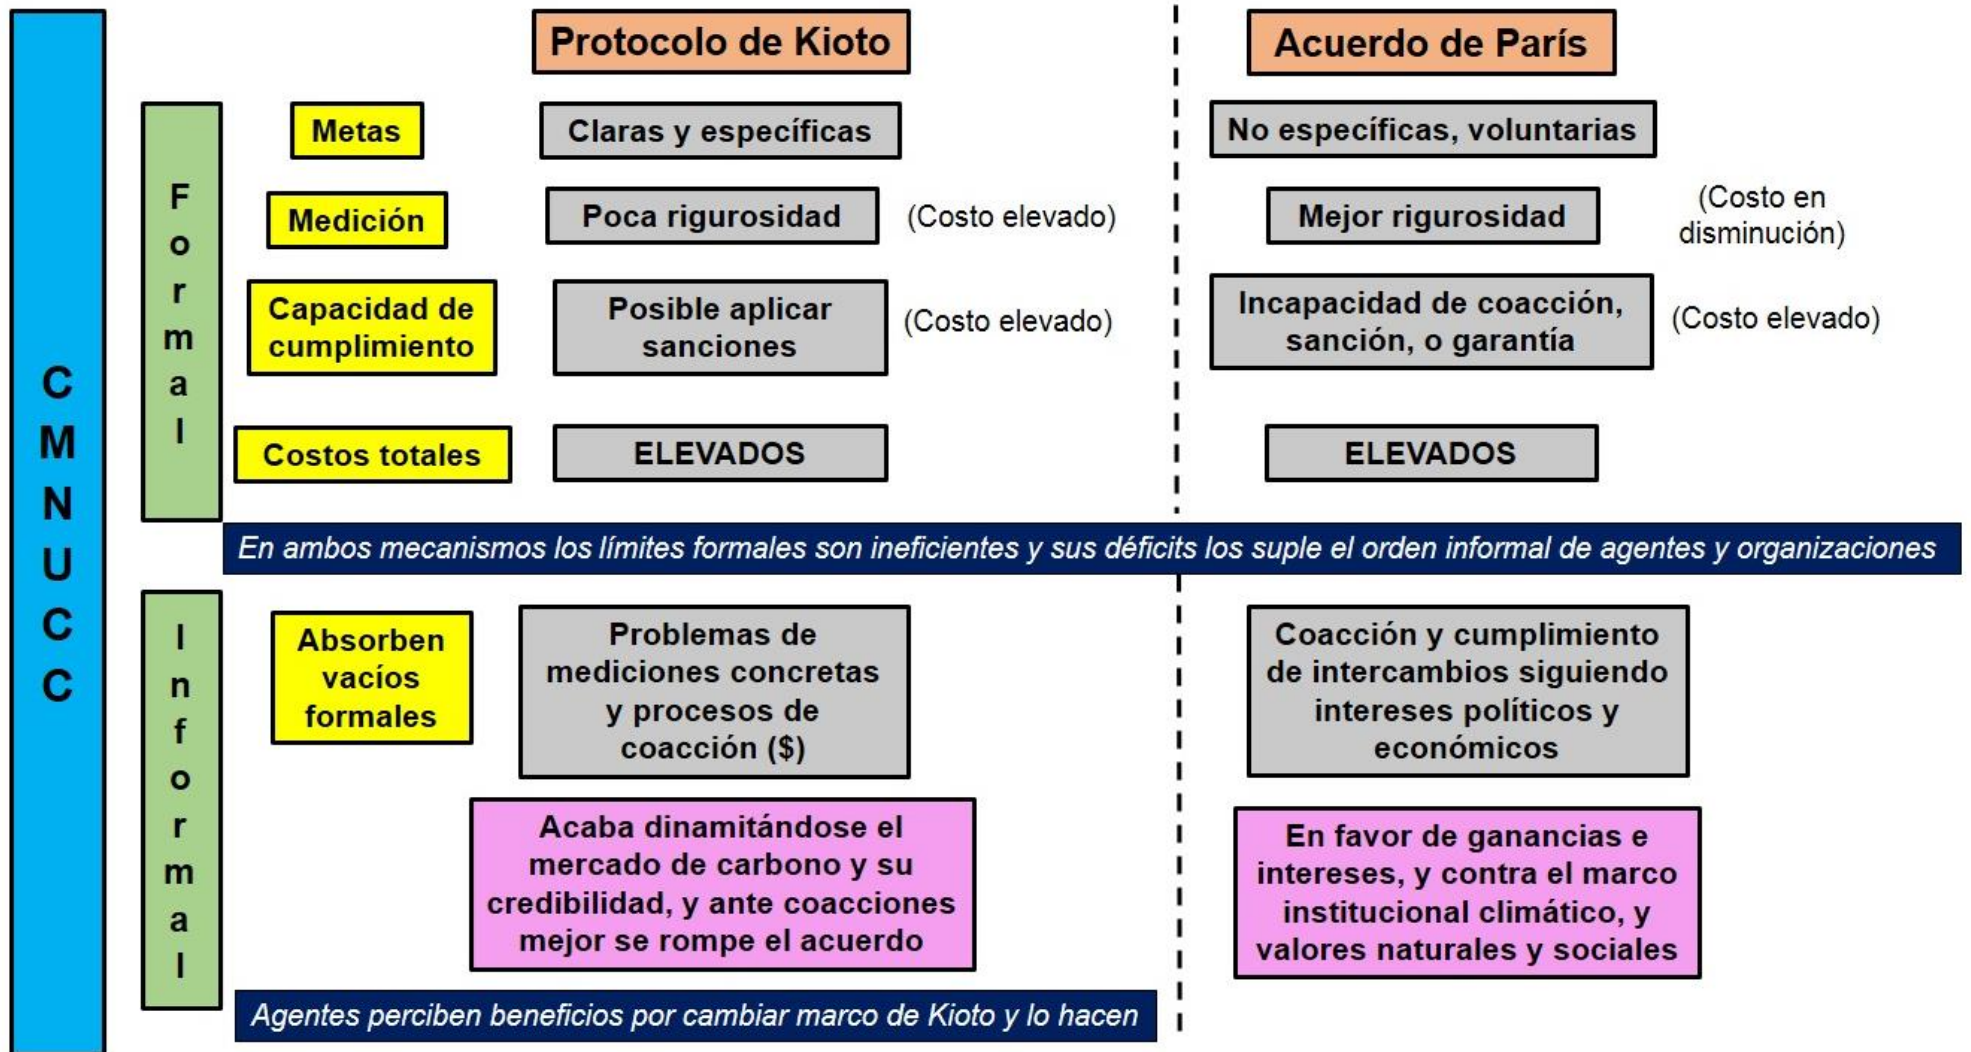 CMNUCC
Protocolo de Kioto
Acuerdo de París
Formal
Metas
Claras y específicas
No específicas, voluntarias
Medición
Poca rigurosidad
(Costo elevado)
Mejor rigurosidad
(Costo en
disminución)
Capacidad de
cumplimiento
Posible aplicar
sanciones
(Costo elevado)
Incapacidad de coacción,
sanción, o garantía
(Costo elevado)
Costos totales
ELEVADOS
ELEVADOS
En ambos mecanismos los límites formales son ineficientes y sus déficits los suple el orden informal de agentes y organizaciones
Informal
Absorben
vacíos
formales
Problemas de
mediciones concretas
y procesos de
coacción ($)
Coacción y cumplimiento
de intercambios siguiendo
intereses políticos y
económicos
Acaba dinamitándose el
mercado de carbono y su
credibilidad, y ante coacciones
mejor se rompe el acuerdo
En favor de ganancias e
intereses, y contra el marco
institucional climático, y
valores naturales y sociales
Agentes perciben beneficios por cambiar marco de Kioto y lo hacen